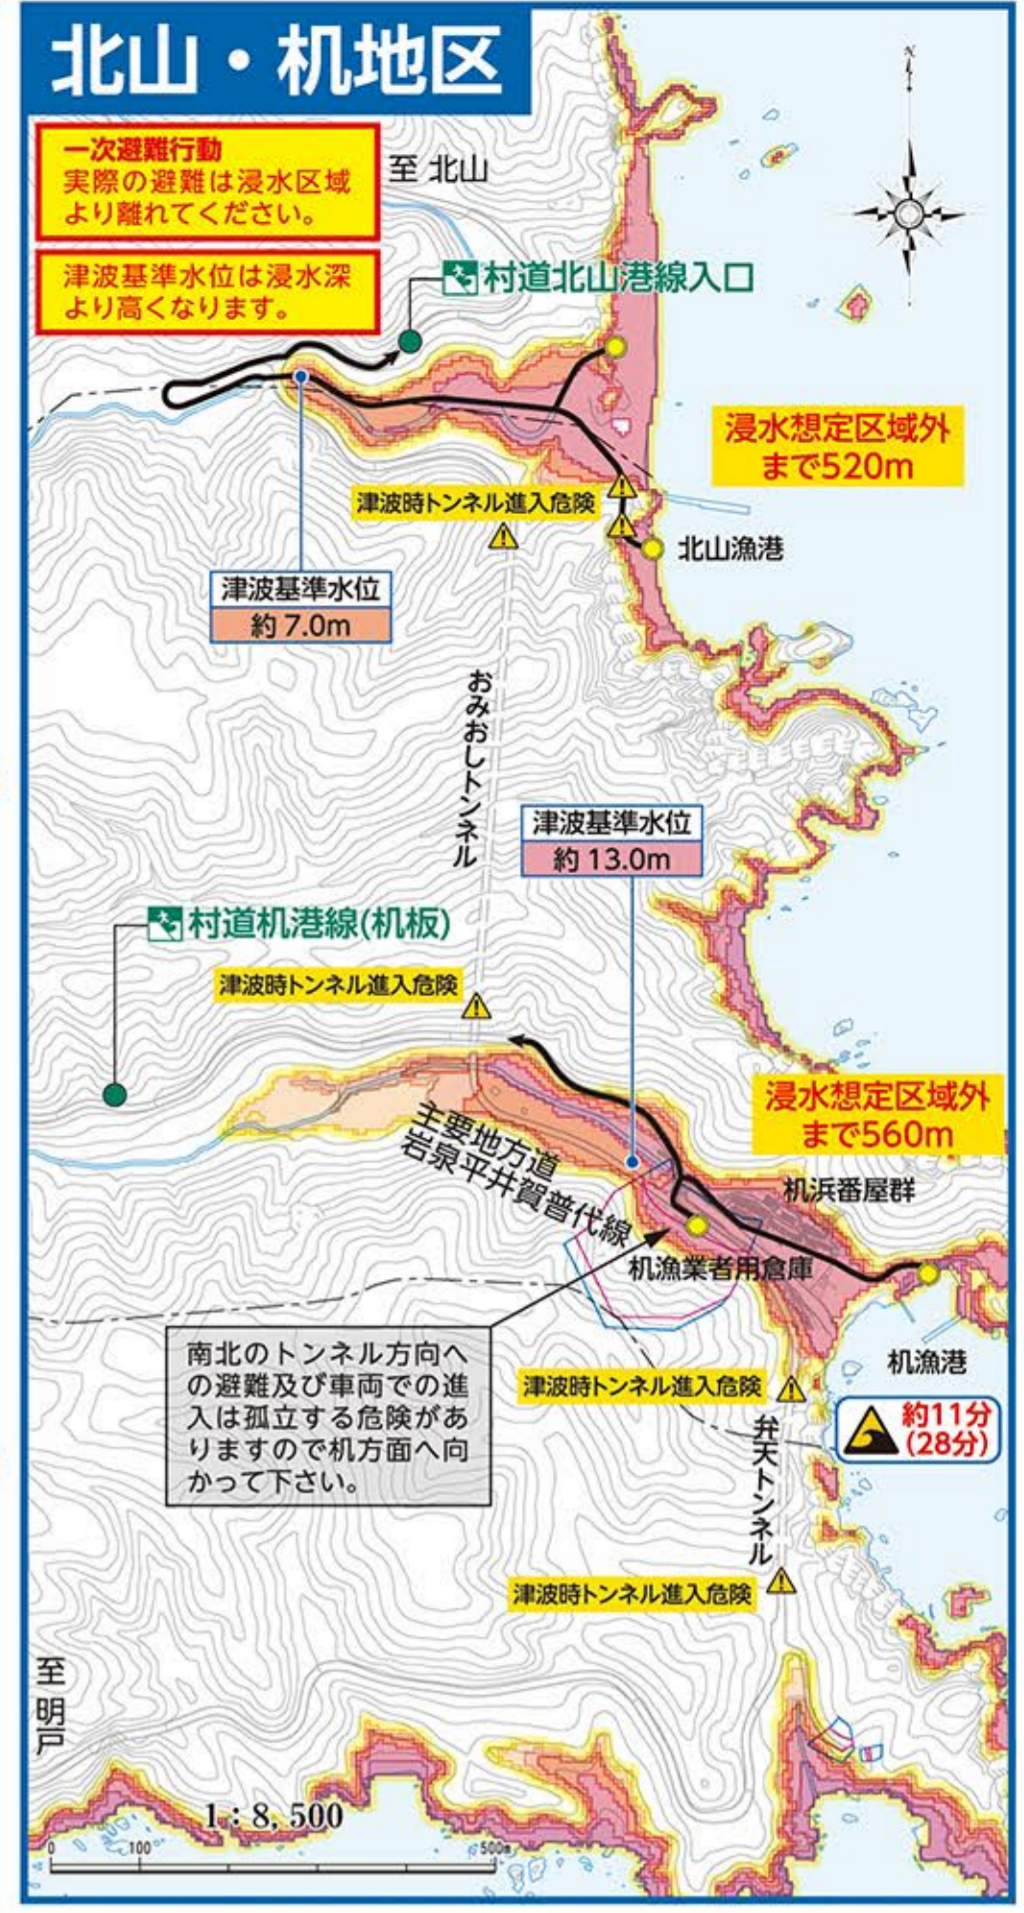 北山・机地区
N
一次避難行動
実際の避難は浸水区域
より離れてください。
至 北山
津波基準水位は浸水深
より高くなります。
村道北山港線入口
浸水想定区域外
まで520m
津波時トンネル進入危険
北山漁港
津波基準水位
約 7.0m
おみおしトンネル
津波基準水位
約 13.0m
村道机港線(机板)
津波時トンネル進入危険
浸水想定区域外
まで560m
主要地方道
岩泉平井賀普代線
机浜番屋群
机漁業者用倉庫
南北のトンネル方向へ
の避難及び車両での進
入は孤立する危険があ
りますので机方面へ向
かって下さい。
机漁港
津波時トンネル進入危険
約11分
(28分)
弁天トンネル
津波時トンネル進入危険
至 明戸
1：8,500
0 100 500m